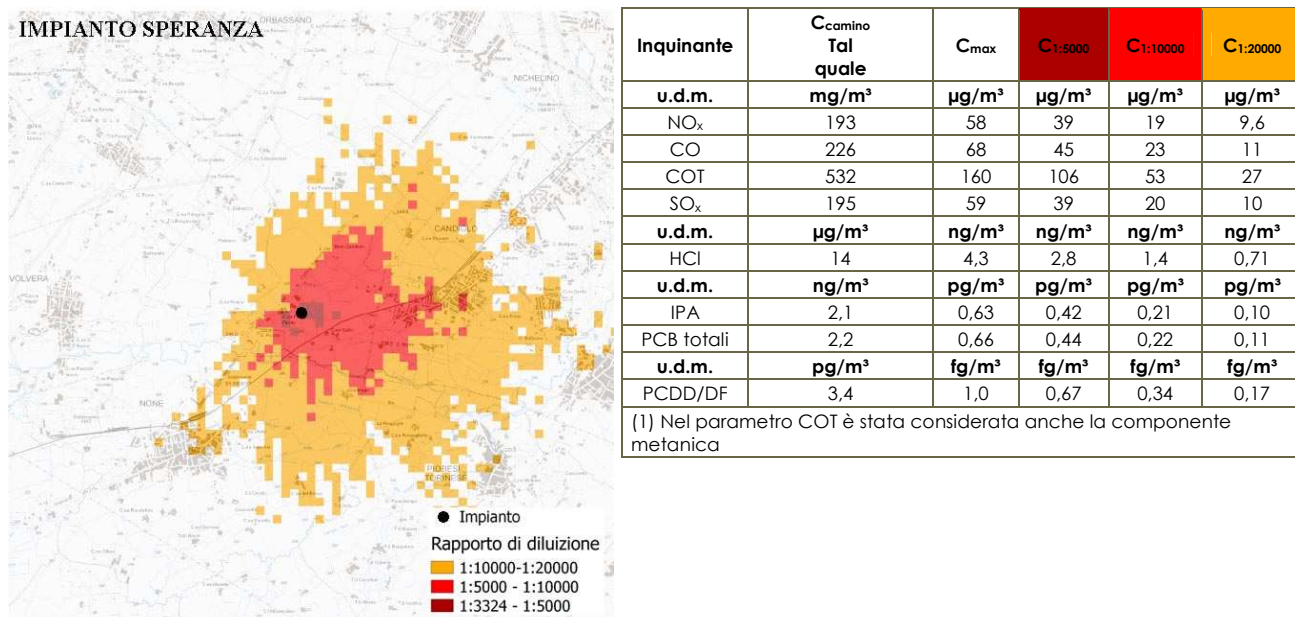 IMPIANTO SPERANZA
ORBASSANO
NICHELINO
VOLVERA
CANDIOLO
NONE
PIOBESI
TORINESE
Impianto
Rapporto di diluizione
1:10000-1:20000
1:5000 - 1:10000
1:3324 - 1:5000
Inquinante Ccamino Tal quale Cmax C1:5000 C1:10000 C1:20000
u.d.m. mg/m³ µg/m³ µg/m³ µg/m³ µg/m³
NOx 193 58 39 19 9,6
CO 226 68 45 23 11
COT 532 160 106 53 27
SOx 195 59 39 20 10
u.d.m. µg/m³ ng/m³ ng/m³ ng/m³ ng/m³
HCl 14 4,3 2,8 1,4 0,71
u.d.m. ng/m³ pg/m³ pg/m³ pg/m³ pg/m³
IPA 2,1 0,63 0,42 0,21 0,10
PCB totali 2,2 0,66 0,44 0,22 0,11
u.d.m. pg/m³ fg/m³ fg/m³ fg/m³ fg/m³
PCDD/DF 3,4 1,0 0,67 0,34 0,17
(1) Nel parametro COT è stata considerata anche la componente
metanica